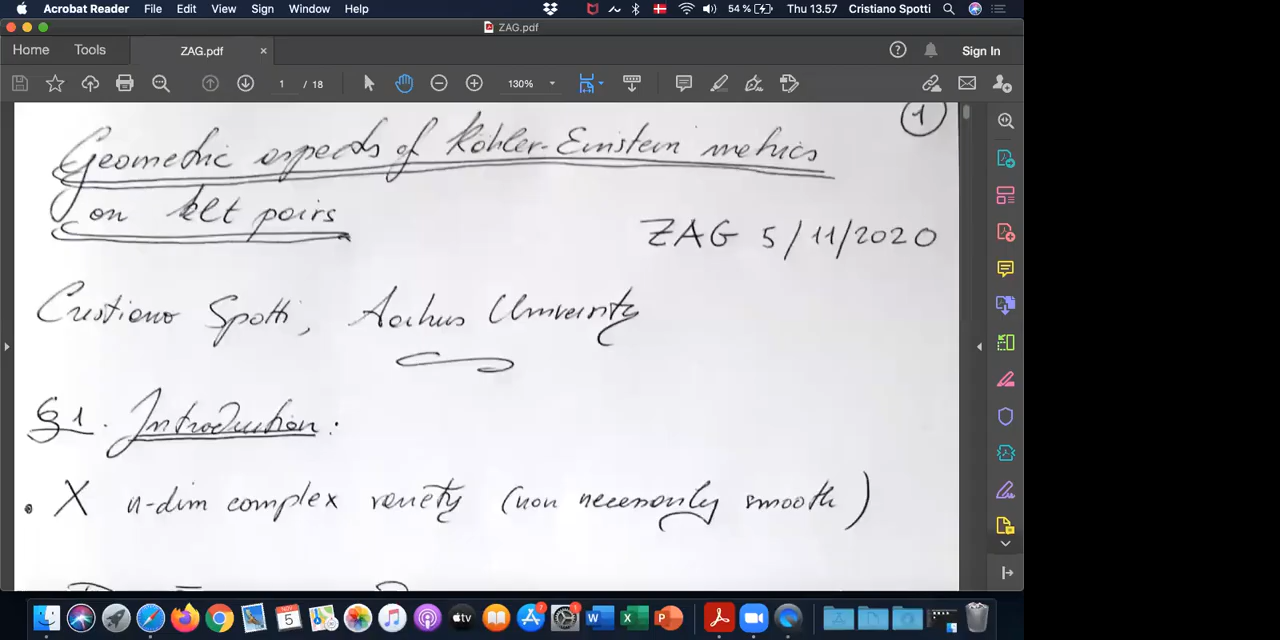 Acrobat Reader File Edit View Sign Window Help 54 % Thu 13.57 Cristiano Spotti
ZAG.pdf
Home Tools ZAG.pdf × Sign In
1 / 18 130%
1
Geometric aspects of Kähler-Einstein metrics
on klt pairs
ZAG 5/11/2020
Cristiano Spotti, Aarhus University
§1. Introduction:
• X n-dim complex variety (non necessarily smooth)